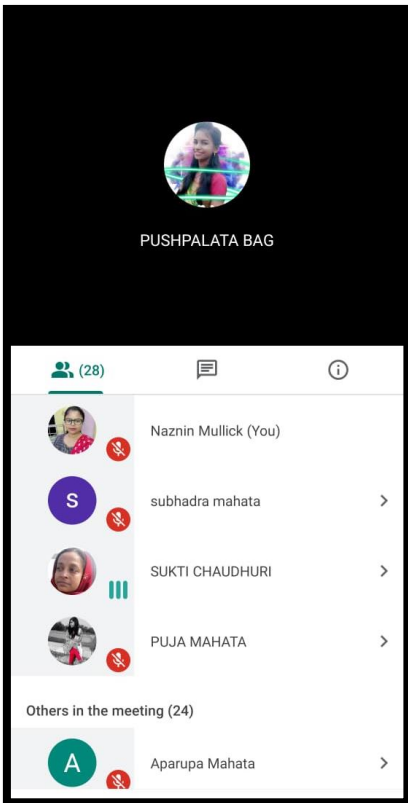 PUSHPALATA BAG
(28)
Naznin Mullick (You)
S
subhadra mahata
SUKTI CHAUDHURI
PUJA MAHATA
Others in the meeting (24)
A
Aparupa Mahata